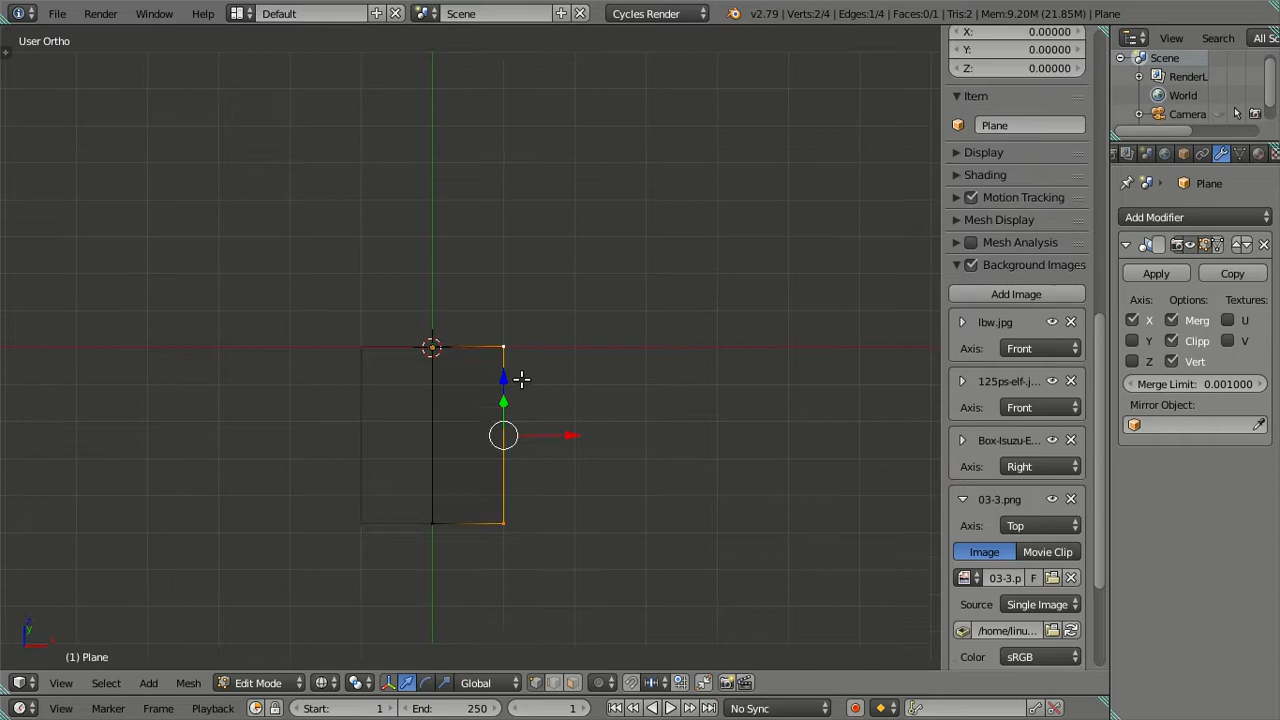 File Render Window Help Default Scene Cycles Render v2.79 | Verts:2/4 | Edges:1/4 | Faces:0/1 | Tris:2 | Mem:9.20M (21.85M) | Plane
User Ortho
X: 0.00000
Y: 0.00000
Z: 0.00000
Item
Plane
Display
Shading
Motion Tracking
Mesh Display
Mesh Analysis
Background Images
Add Image
lbw.jpg
Axis: Front
125ps-elf-.j...
Axis: Front
Box-Isuzu-E...
Axis: Right
03-3.png
Axis: Top
Image Movie Clip
03-3.p F
Source Single Image
/home/linu...
Color sRGB
View Search All Sc
Scene
RenderL
World
Camera
Plane
Add Modifier
Apply Copy
Axis: Options: Textures:
X Merg U
Y Clipp V
Z Vert
Merge Limit: 0.001000
Mirror Object:
z
y
x
(1) Plane
View Select Add Mesh Edit Mode Global
View Marker Frame Playback Start: 1 End: 250 1 No Sync